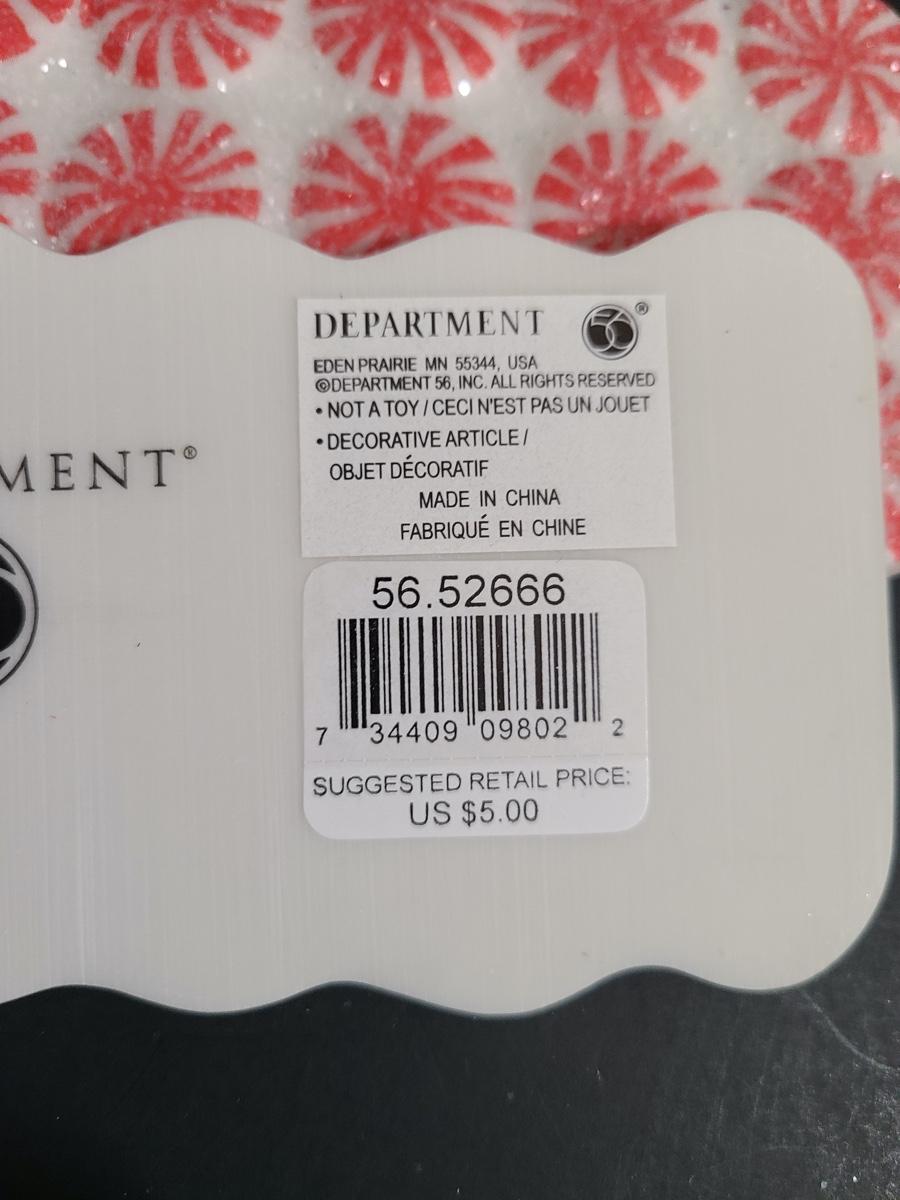 DEPARTMENT 56®
EDEN PRAIRIE MN 55344, USA
©DEPARTMENT 56, INC. ALL RIGHTS RESERVED
• NOT A TOY / CECI N'EST PAS UN JOUET
• DECORATIVE ARTICLE /
OBJET DÉCORATIF
MADE IN CHINA
FABRIQUÉ EN CHINE
MENT®
56.52666
7 34409 09802 2
SUGGESTED RETAIL PRICE:
US $5.00